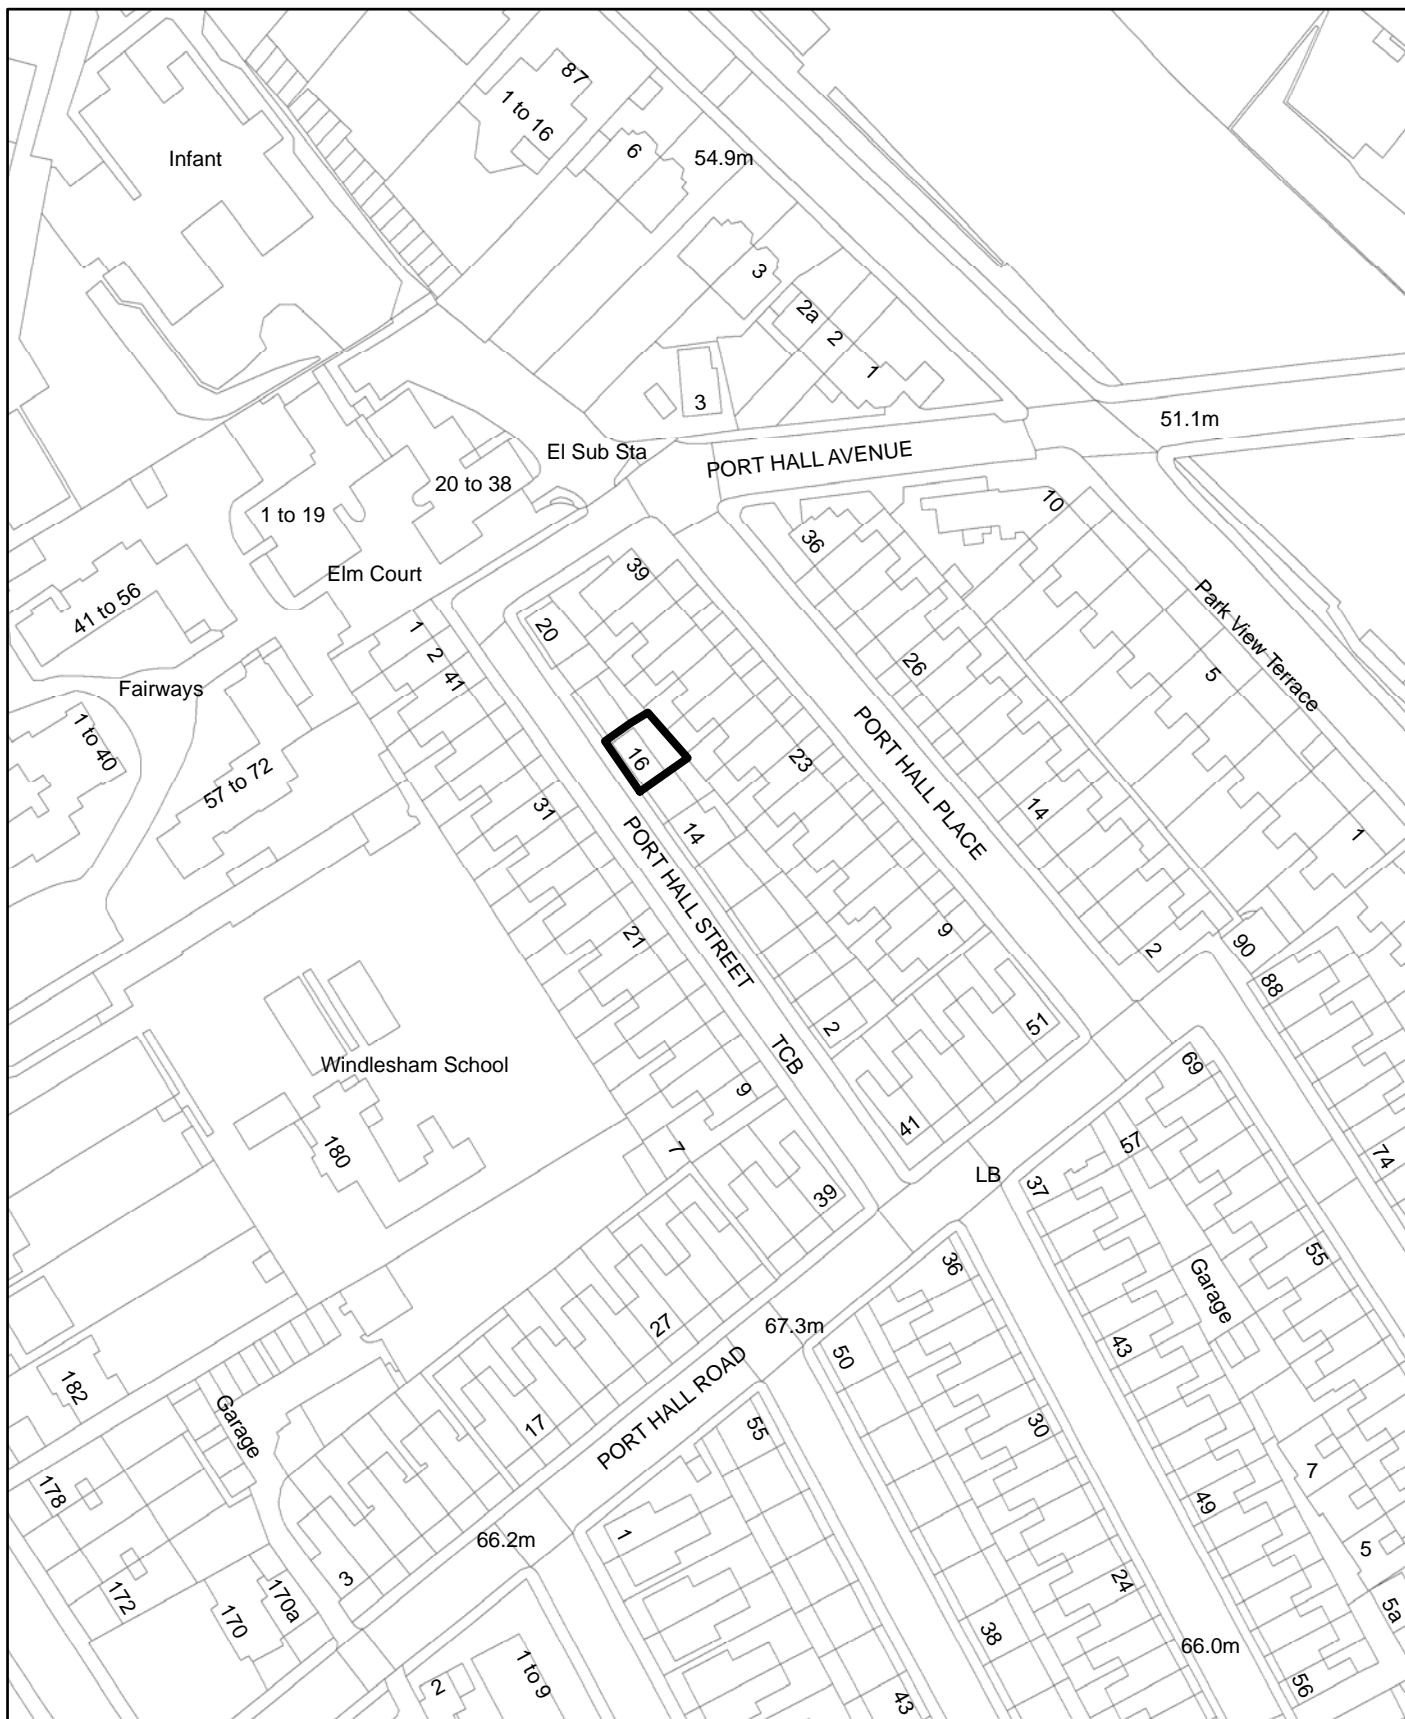 87
1 to 16
Infant
6
54.9m
3
2a
2
1
3
51.1m
El Sub Sta
PORT HALL AVENUE
20 to 38
1 to 19
10
36
39
Elm Court
41 to 56
20
1
2
41
26
5
Park View Terrace
Fairways
1 to 40
16
23
PORT HALL PLACE
57 to 72
31
14
14
1
PORT HALL STREET
21
9
2
90
88
2
51
TCB
Windlesham School
9
69
41
57
180
7
74
LB
37
39
55
36
Garage
27
67.3m
43
50
PORT HALL ROAD
182
Garage
17
55
30
7
178
49
66.2m
1
5
3
24
172
170
170a
5a
38
66.0m
2
1 to 9
43
56